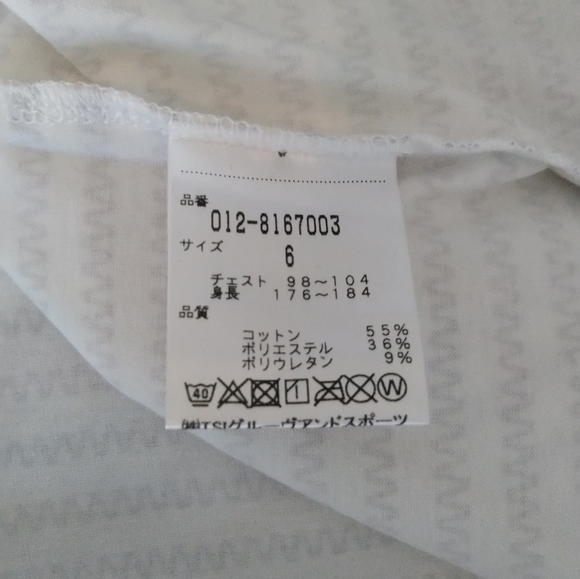 品番
012-8167003
サイズ
6
チェスト 98～104
身長 176～184
品質
コットン 55%
ポリエステル 36%
ポリウレタン 9%
40 W
㈱TSIグルーヴアンドスポーツ